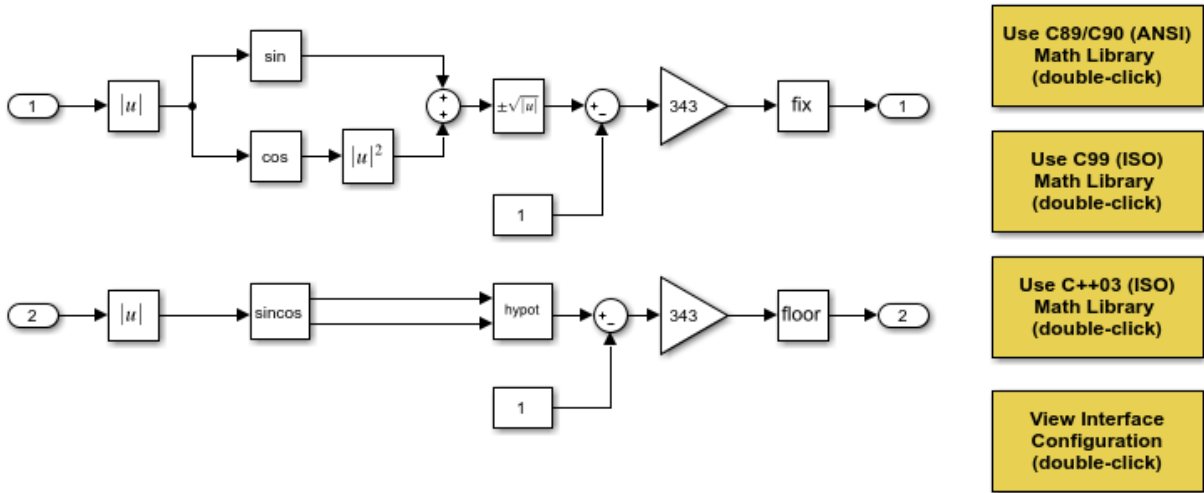 1
|u|
sin
cos
|u|²
+
+
±√|u|
+
−
1
343
fix
1
2
|u|
sincos
hypot
+
−
1
343
floor
2
Use C89/C90 (ANSI)
Math Library
(double-click)
Use C99 (ISO)
Math Library
(double-click)
Use C++03 (ISO)
Math Library
(double-click)
View Interface
Configuration
(double-click)